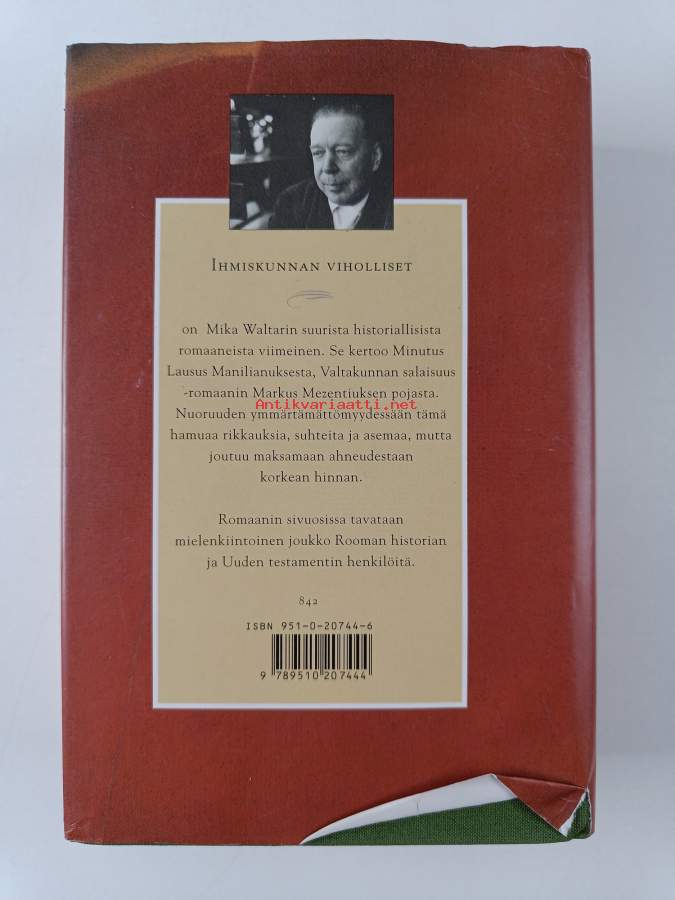 IHMISKUNNAN VIHOLLISET
on Mika Waltarin suurista historiallisista
romaaneista viimeinen. Se kertoo Minutus
Lausus Manilianuksesta, Valtakunnan salaisuus
-romaanin Markus Mezentiuksen pojasta.
Antikvariaatti.net
Nuoruuden ymmärtämättömyydessään tämä
hamuaa rikkauksia, suhteita ja asemaa, mutta
joutuu maksamaan ahneudestaan
korkean hinnan.
Romaanin sivuosissa tavataan
mielenkiintoinen joukko Rooman historian
ja Uuden testamentin henkilöitä.
842
ISBN 951-0-20744-6
9 789510 207444